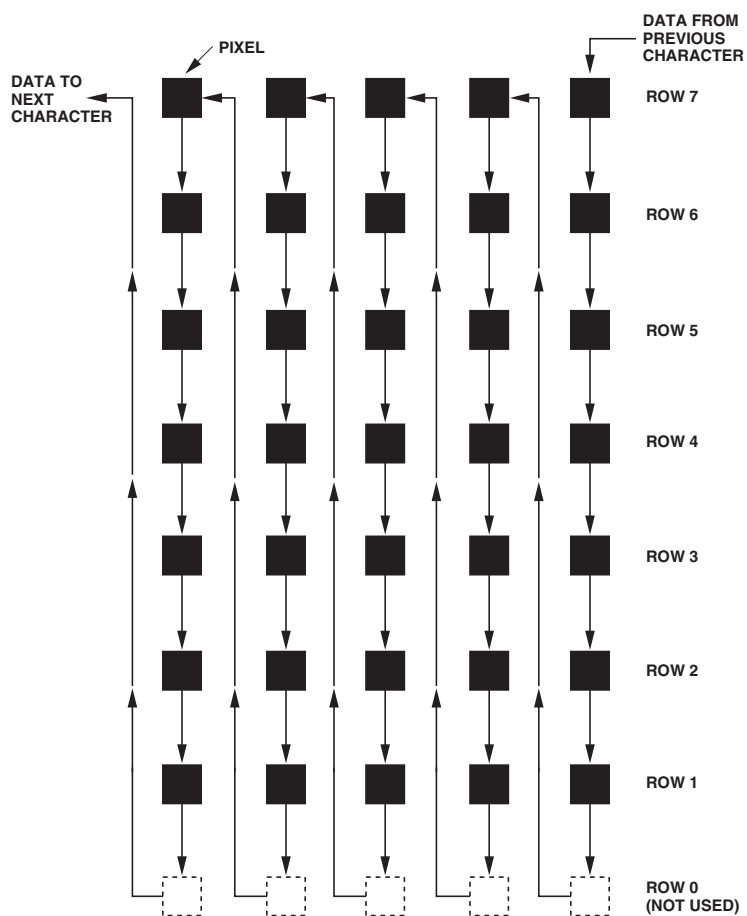 DATA FROM
PREVIOUS
CHARACTER
PIXEL
DATA TO
NEXT
CHARACTER
ROW 7
ROW 6
ROW 5
ROW 4
ROW 3
ROW 2
ROW 1
ROW 0
(NOT USED)